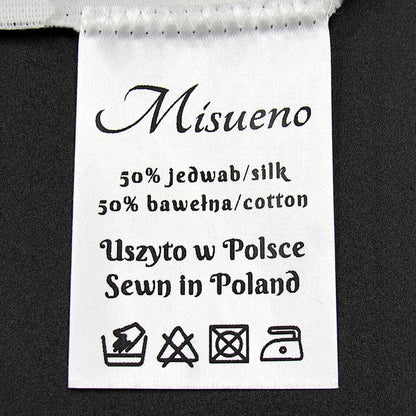 Misueno
50% jedwab/silk
50% bawełna/cotton
Uszyto w Polsce
Sewn in Poland